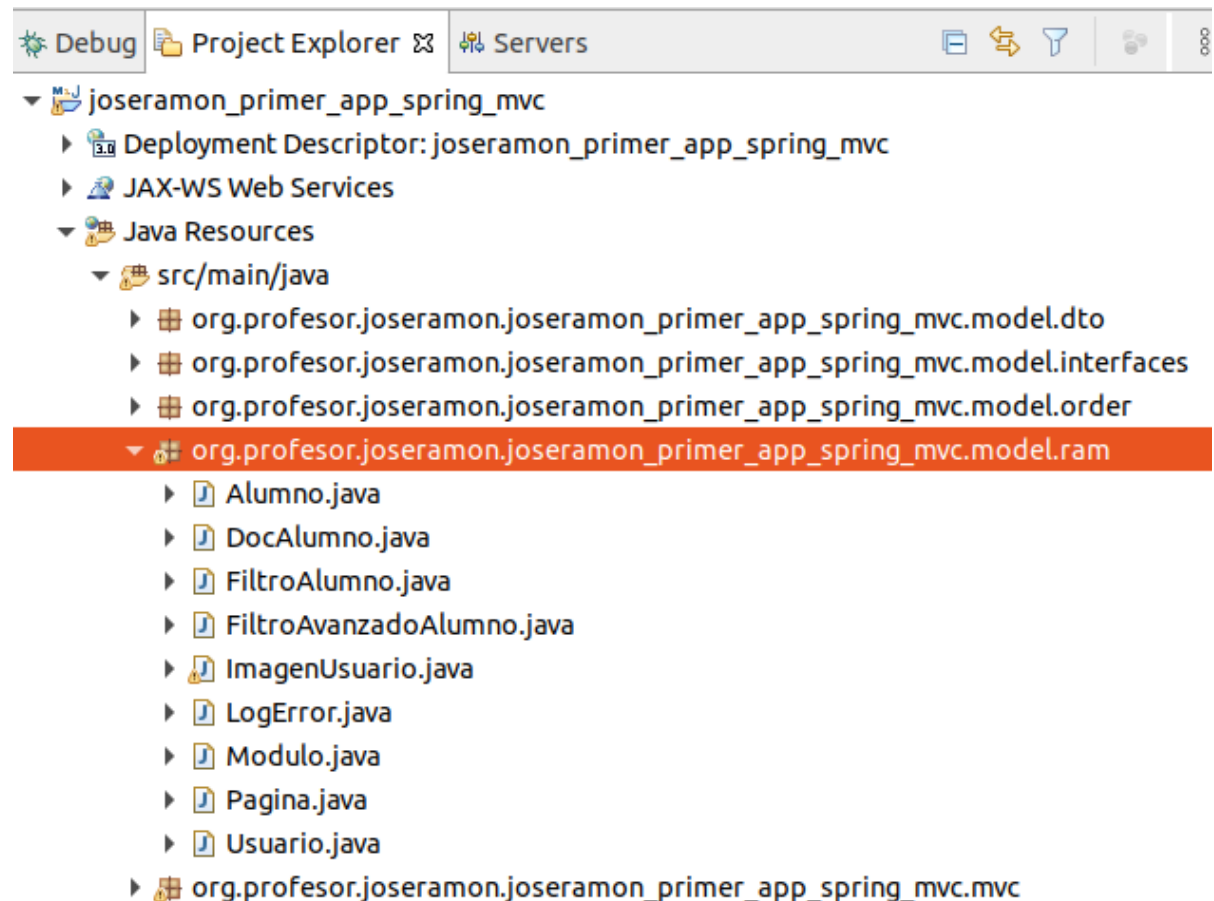 Debug Project Explorer Servers
joseramon_primer_app_spring_mvc
Deployment Descriptor: joseramon_primer_app_spring_mvc
JAX-WS Web Services
Java Resources
src/main/java
org.profesor.joseramon.joseramon_primer_app_spring_mvc.model.dto
org.profesor.joseramon.joseramon_primer_app_spring_mvc.model.interfaces
org.profesor.joseramon.joseramon_primer_app_spring_mvc.model.order
org.profesor.joseramon.joseramon_primer_app_spring_mvc.model.ram
Alumno.java
DocAlumno.java
FiltroAlumno.java
FiltroAvanzadoAlumno.java
ImagenUsuario.java
LogError.java
Modulo.java
Pagina.java
Usuario.java
org.profesor.joseramon.joseramon_primer_app_spring_mvc.mvc